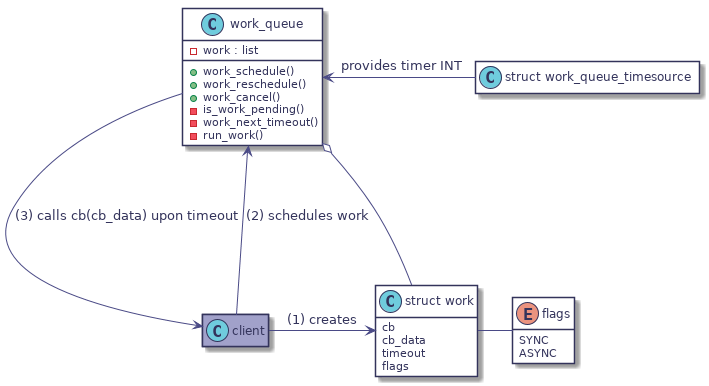 C work_queue
work : list
work_schedule()
work_reschedule()
work_cancel()
is_work_pending()
work_next_timeout()
run_work()
provides timer INT
C struct work_queue_timesource
(3) calls cb(cb_data) upon timeout
(2) schedules work
C client
(1) creates
C struct work
cb
cb_data
timeout
flags
E flags
SYNC
ASYNC